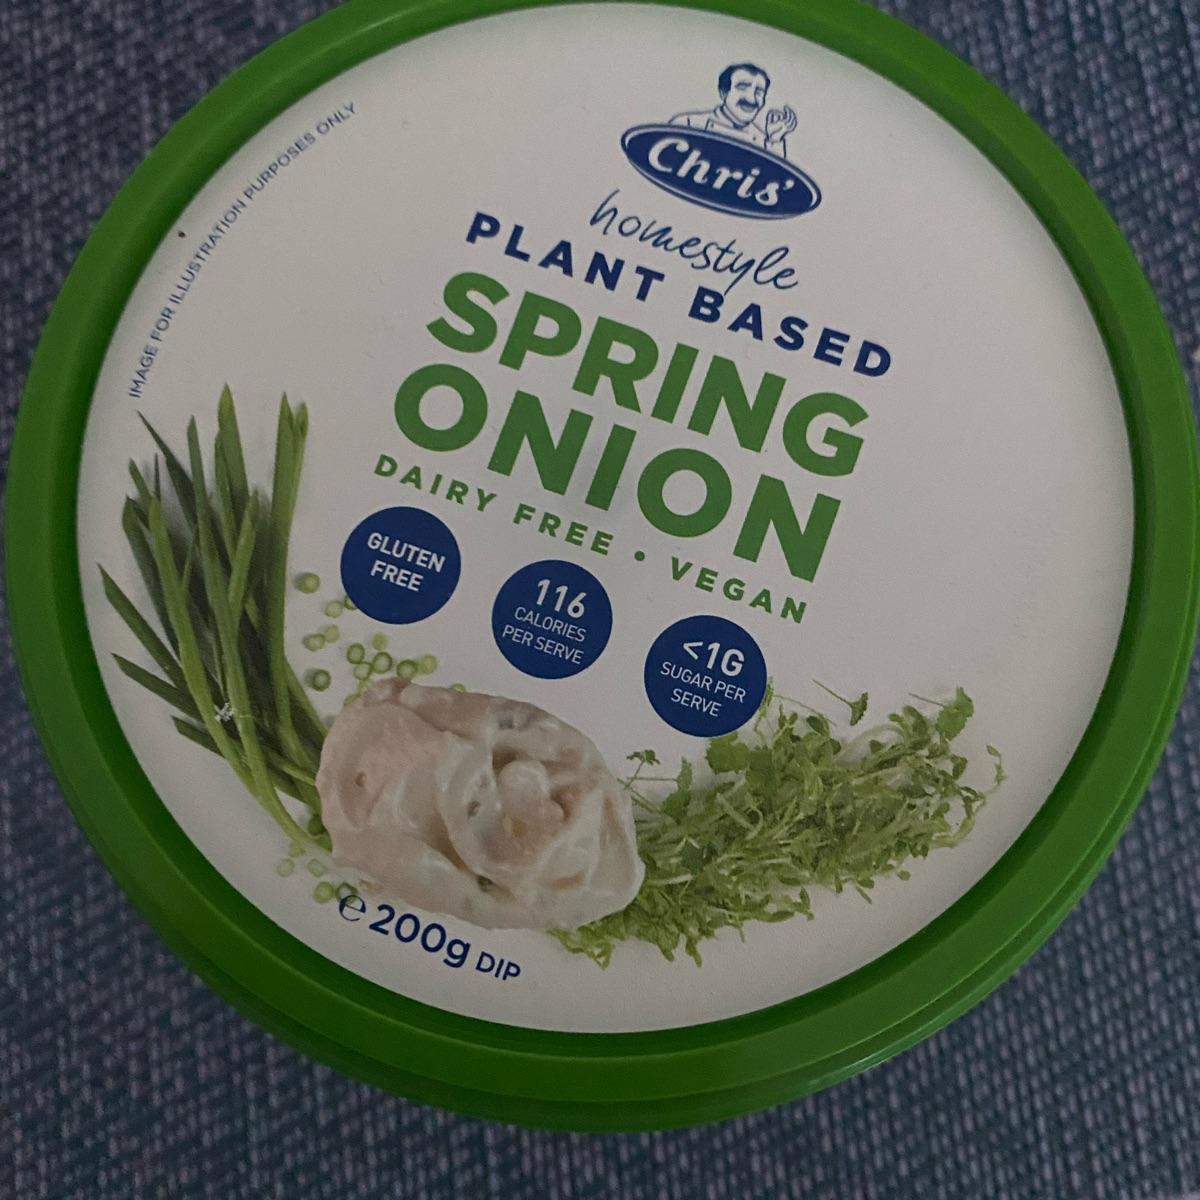 IMAGE FOR ILLUSTRATION PURPOSES ONLY
Chris'
homestyle
PLANT BASED
SPRING
ONION
DAIRY FREE • VEGAN
GLUTEN
FREE
116
CALORIES
PER SERVE
<1G
SUGAR PER
SERVE
℮ 200g DIP